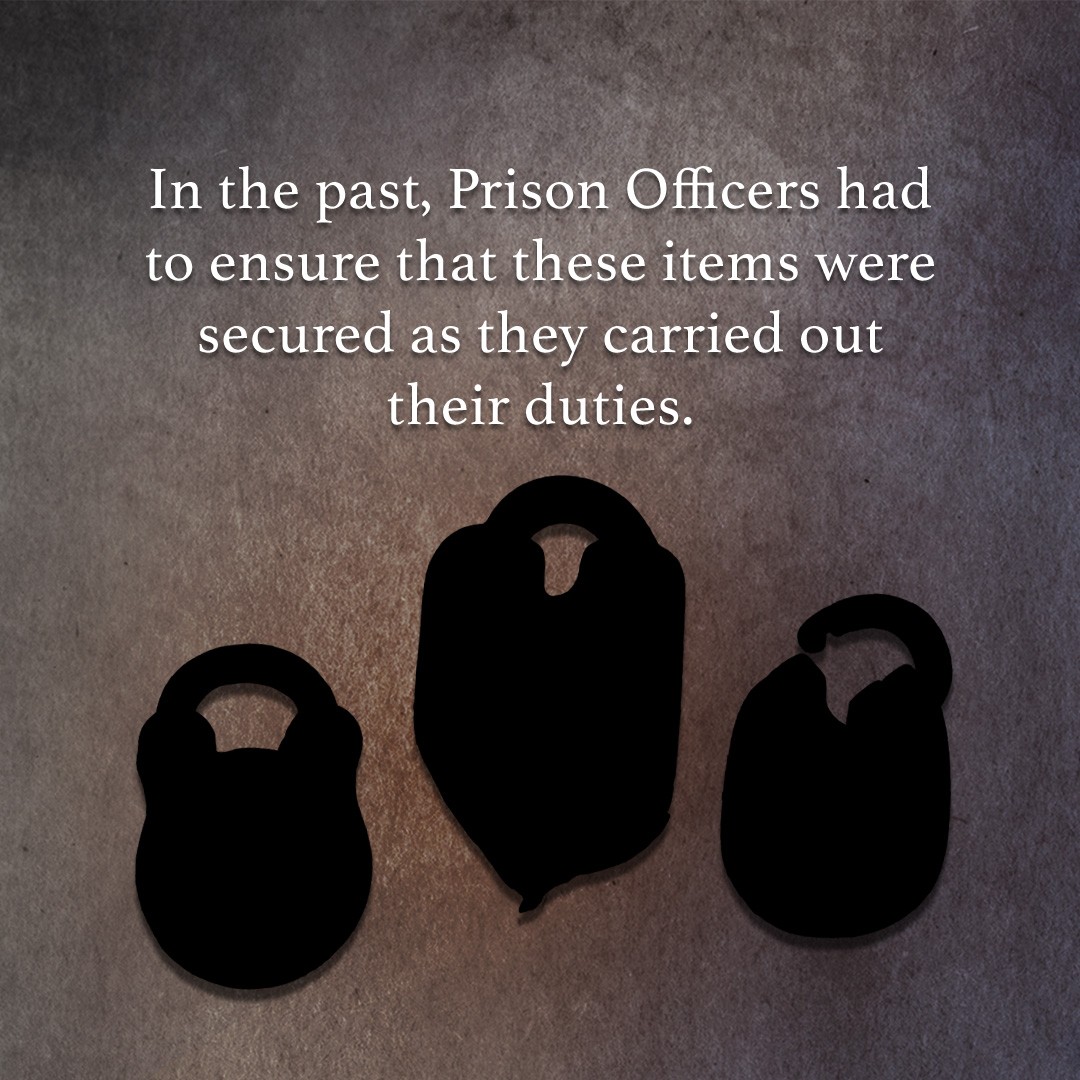 In the past, Prison Officers had
to ensure that these items were
secured as they carried out
their duties.